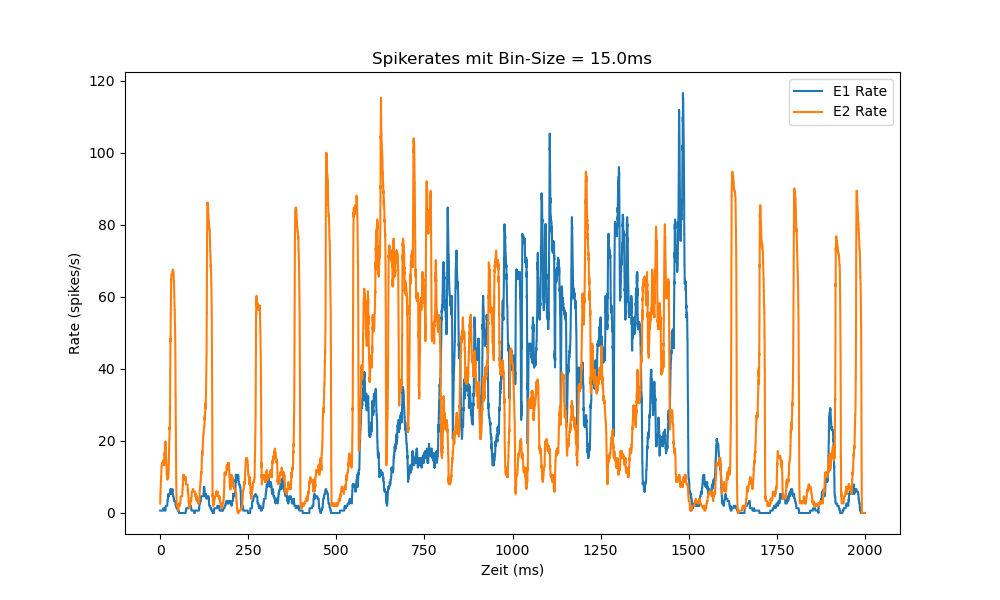 Spikerates mit Bin-Size = 15.0ms
E1 Rate
E2 Rate
Rate (spikes/s)
120
100
80
60
40
20
0
0 250 500 750 1000 1250 1500 1750 2000
Zeit (ms)